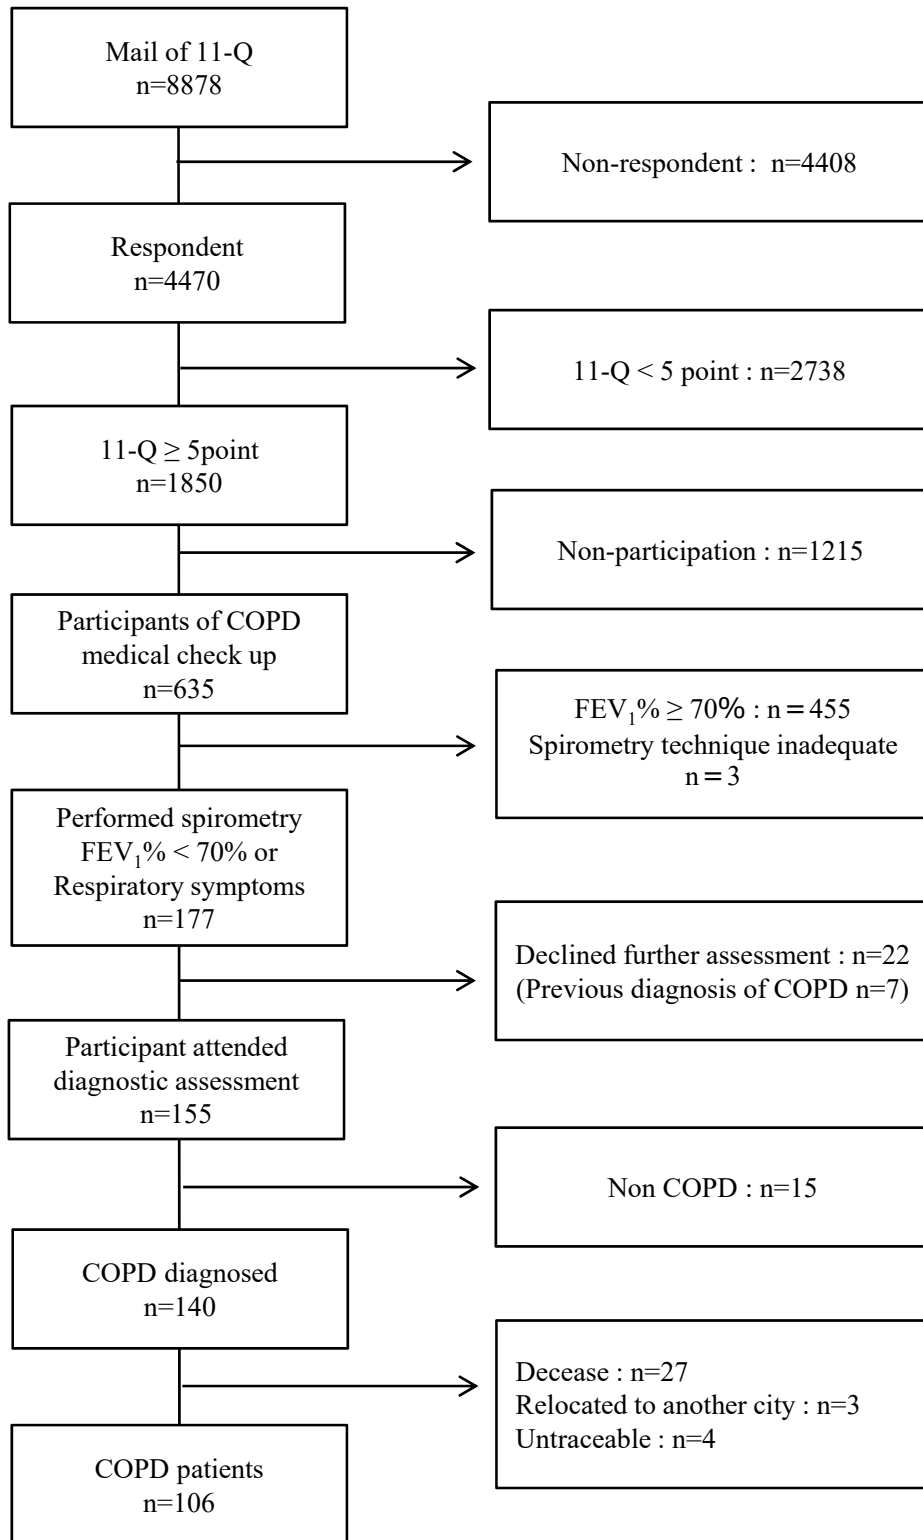 Mail of 11-Q
n=8878
Non-respondent :  n=4408
Respondent
n=4470
11-Q < 5 point : n=2738
11-Q ≥ 5point
n=1850
Non-participation : n=1215
Participants of COPD
medical check up
n=635
FEV₁% ≥ 70% : n＝455
Spirometry technique inadequate
n＝3
Performed spirometry
FEV₁% < 70% or
Respiratory symptoms
n=177
Declined further assessment : n=22
(Previous diagnosis of COPD n=7)
Participant attended
diagnostic assessment
n=155
Non COPD : n=15
COPD diagnosed
n=140
Decease : n=27
Relocated to another city : n=3
Untraceable : n=4
COPD patients
n=106